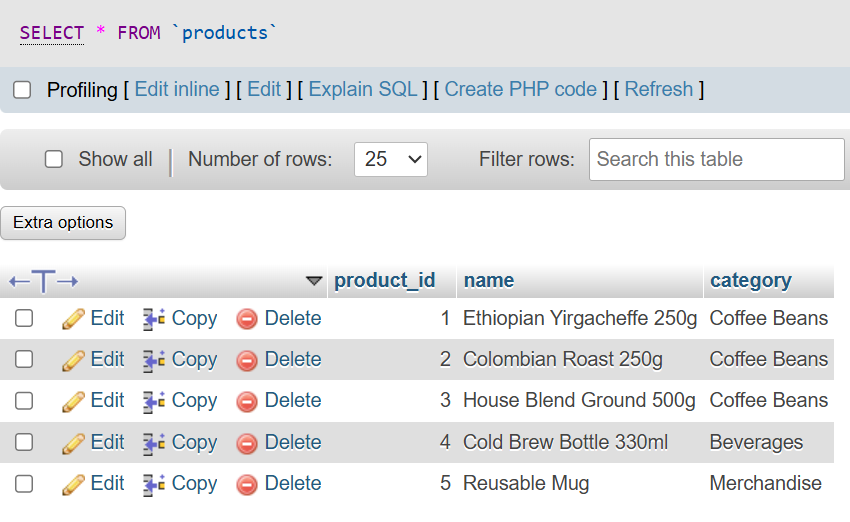 SELECT * FROM `products`
Profiling [ Edit inline ] [ Edit ] [ Explain SQL ] [ Create PHP code ] [ Refresh ]
Show all Number of rows: 25 Filter rows: Search this table
Extra options
product_id name category
Edit Copy Delete 1 Ethiopian Yirgacheffe 250g Coffee Beans
Edit Copy Delete 2 Colombian Roast 250g Coffee Beans
Edit Copy Delete 3 House Blend Ground 500g Coffee Beans
Edit Copy Delete 4 Cold Brew Bottle 330ml Beverages
Edit Copy Delete 5 Reusable Mug Merchandise